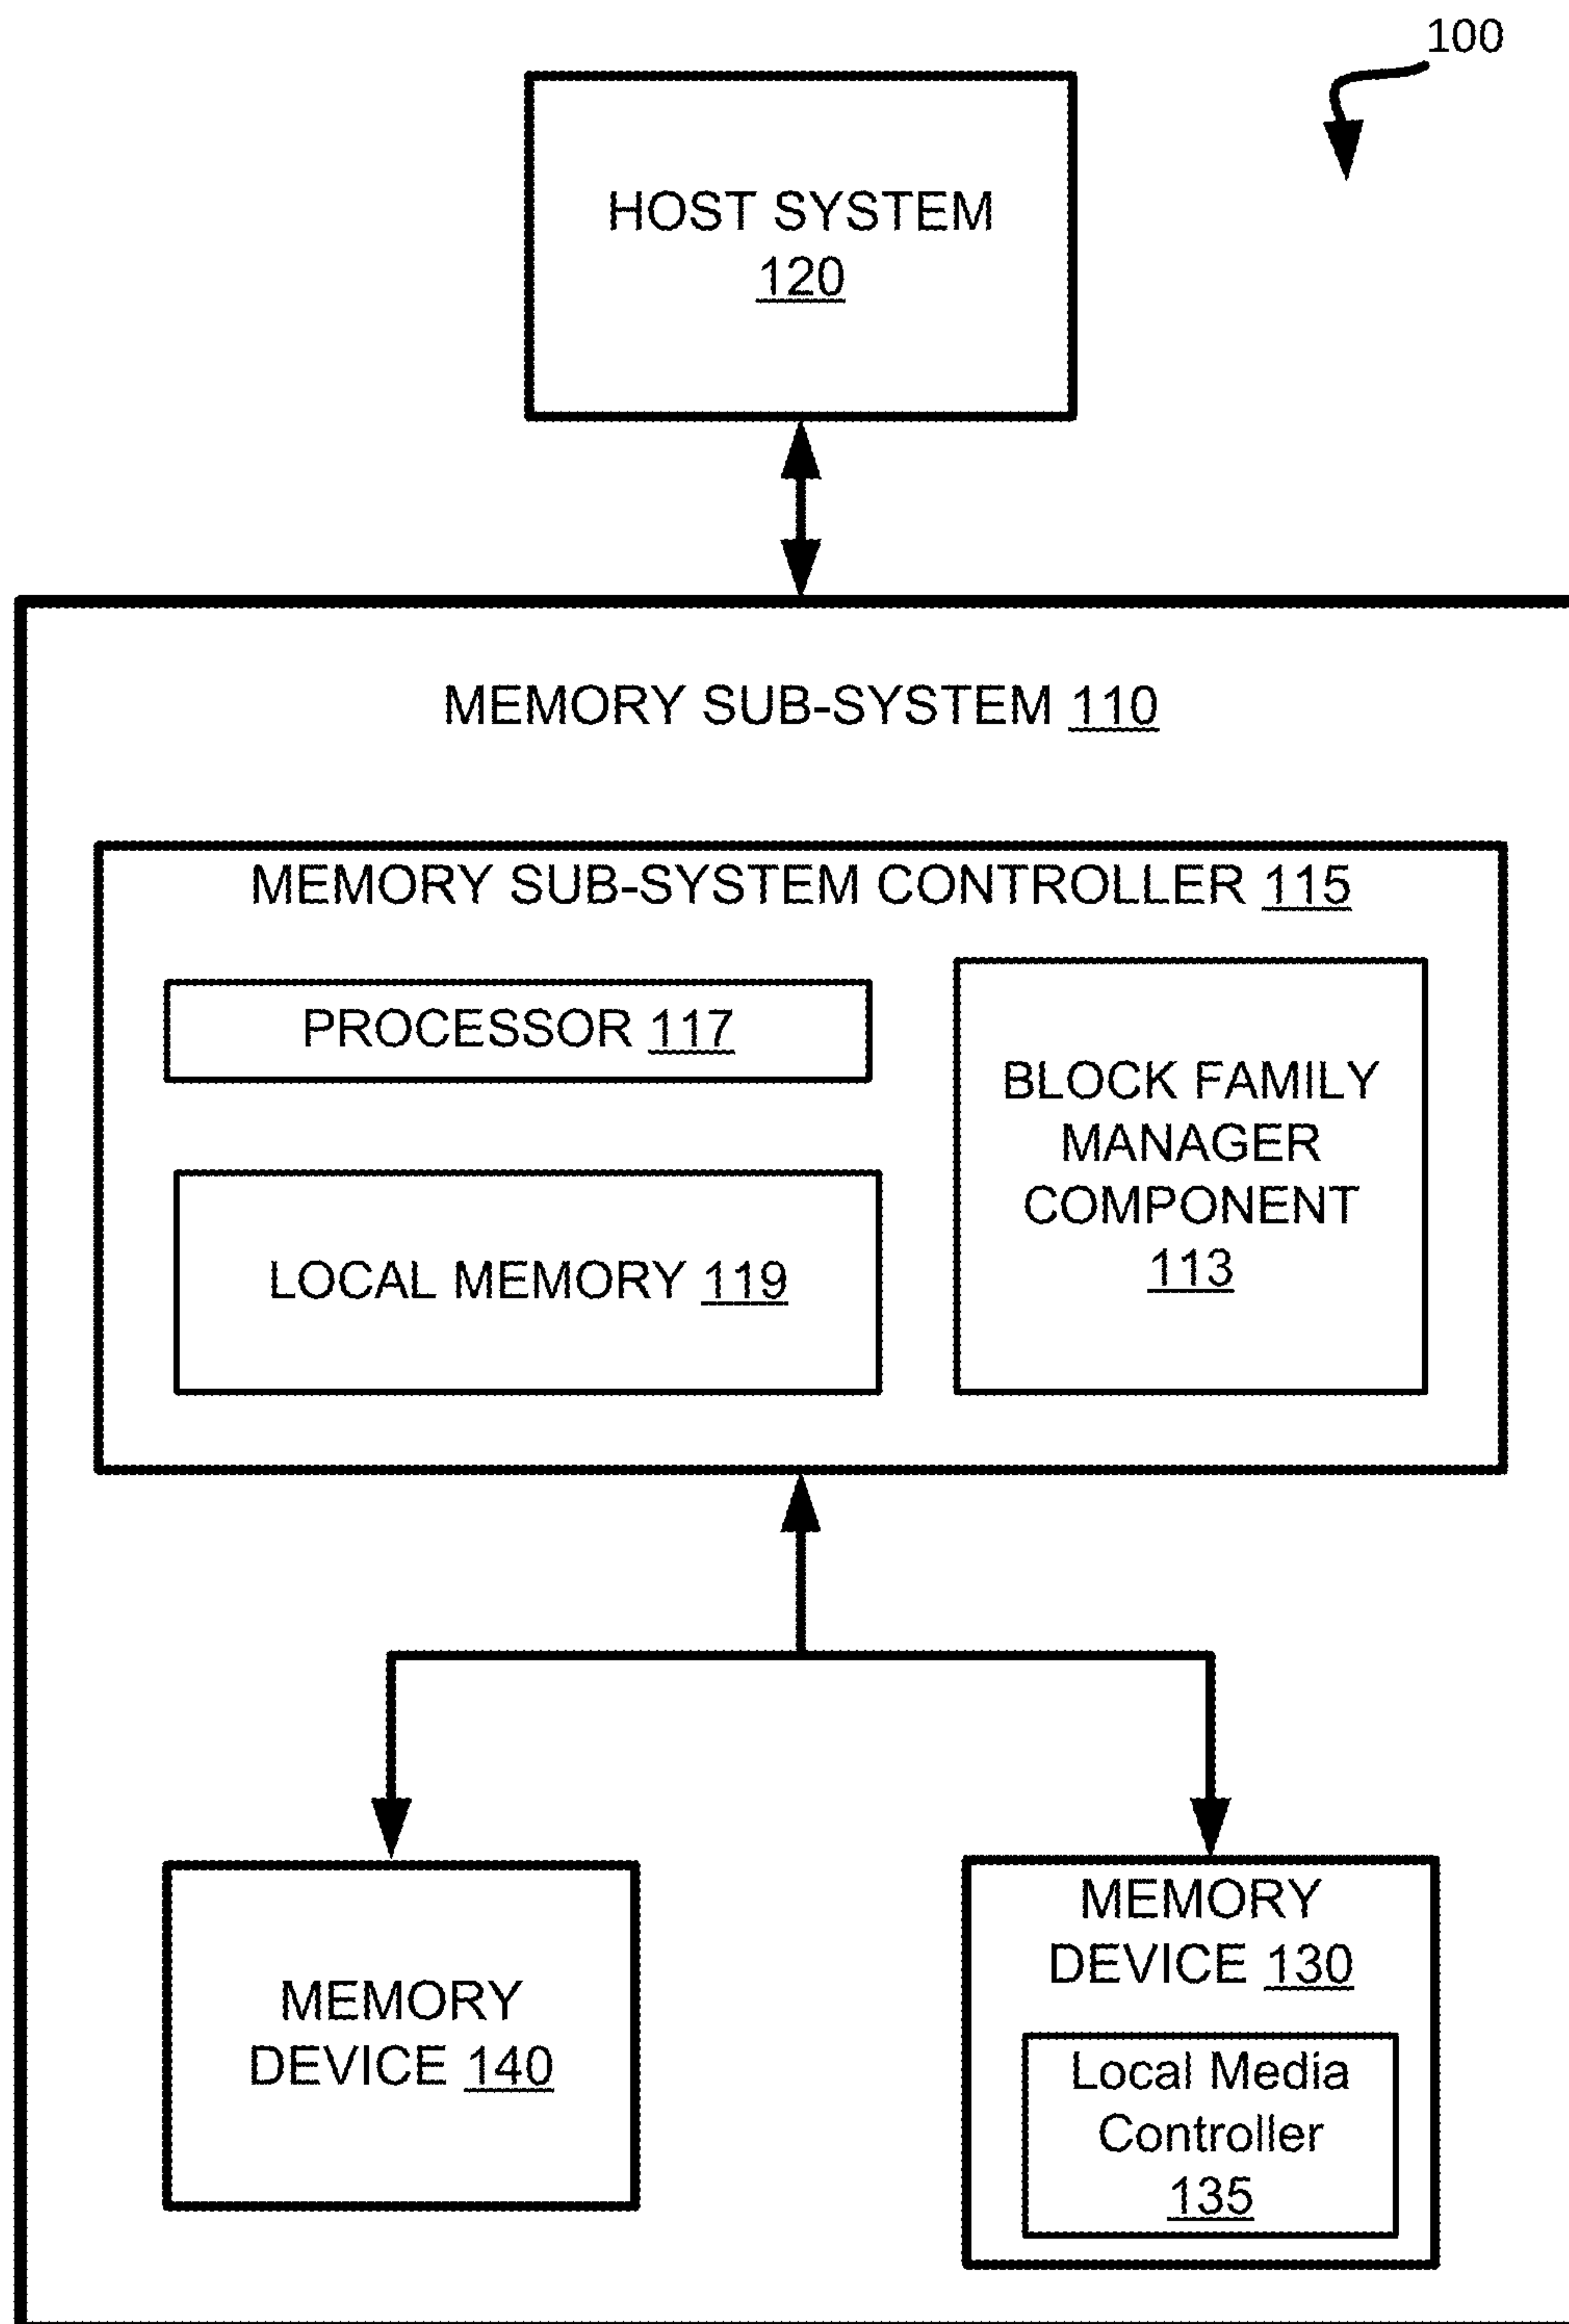 100
HOST SYSTEM
120
MEMORY SUB-SYSTEM 110
MEMORY SUB-SYSTEM CONTROLLER 115
PROCESSOR 117
LOCAL MEMORY 119
BLOCK FAMILY
MANAGER
COMPONENT
113
MEMORY
DEVICE 140
MEMORY
DEVICE 130
Local Media
Controller
135